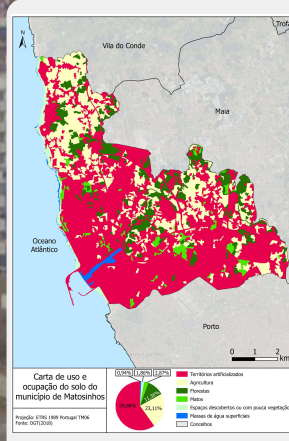 Trofa
N
Vila do Conde
Maia
Oceano
Atlântico
Porto
0 1 2
km
Carta de uso e
ocupação do solo do
município de Matosinhos
Projeção: ETRS 1989 Portugal TM06
Fonte: DGT(2018)
0,94% 1,86% 2,87%
23,11%
Territórios artificializados
Agricultura
Florestas
Matos
Espaços descobertos ou com pouca vegetação
Massas de água superficiais
Concelhos